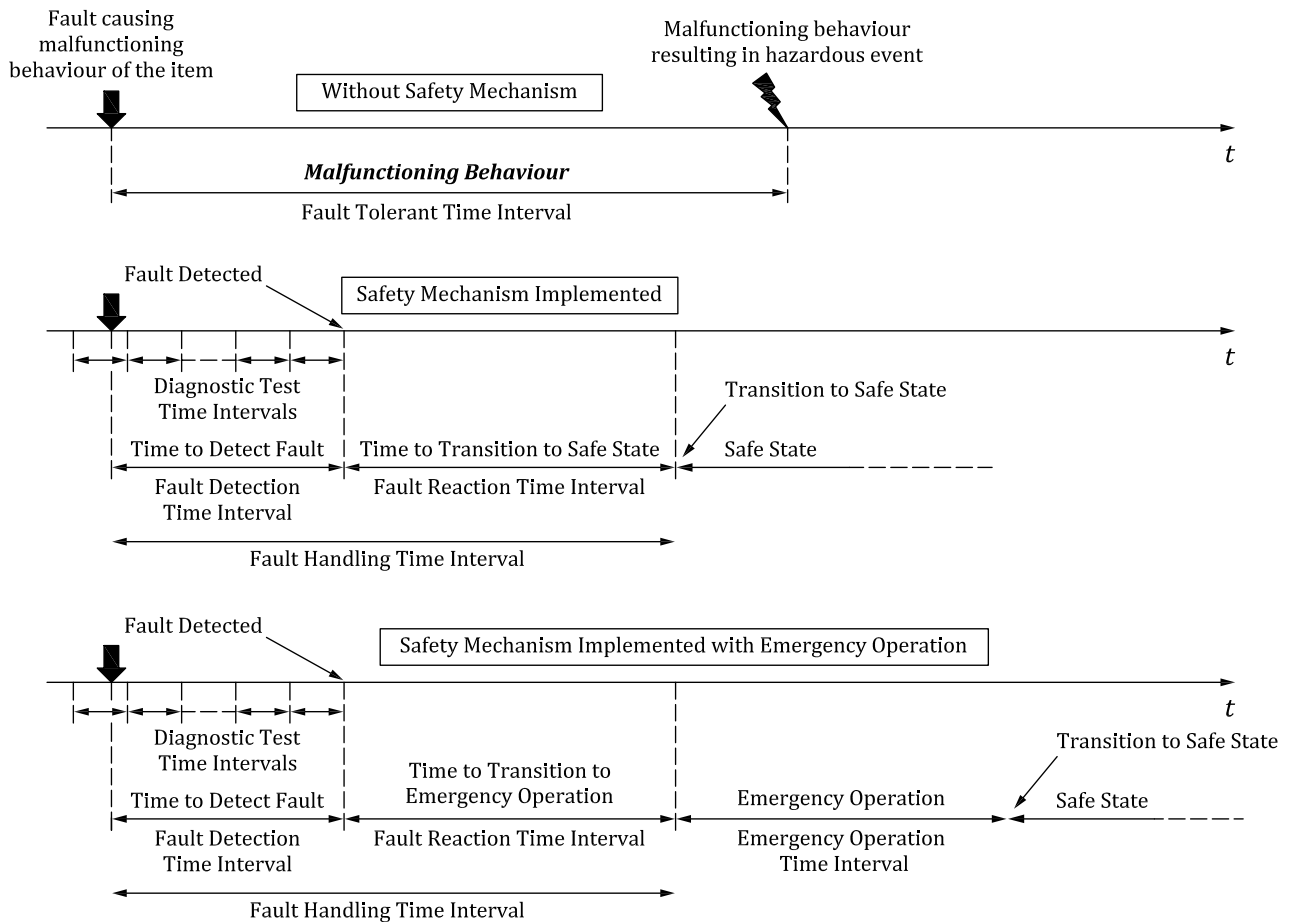 Fault causing
malfunctioning
behaviour of the item
Malfunctioning behaviour
resulting in hazardous event
Without Safety Mechanism
t
Malfunctioning Behaviour
Fault Tolerant Time Interval
Fault Detected
Safety Mechanism Implemented
t
Diagnostic Test
Time Intervals
Transition to Safe State
Time to Detect Fault
Time to Transition to Safe State
Safe State
Fault Detection
Time Interval
Fault Reaction Time Interval
Fault Handling Time Interval
Fault Detected
Safety Mechanism Implemented with Emergency Operation
t
Diagnostic Test
Time Intervals
Transition to Safe State
Time to Detect Fault
Time to Transition to
Emergency Operation
Emergency Operation
Safe State
Fault Detection
Time Interval
Fault Reaction Time Interval
Emergency Operation
Time Interval
Fault Handling Time Interval